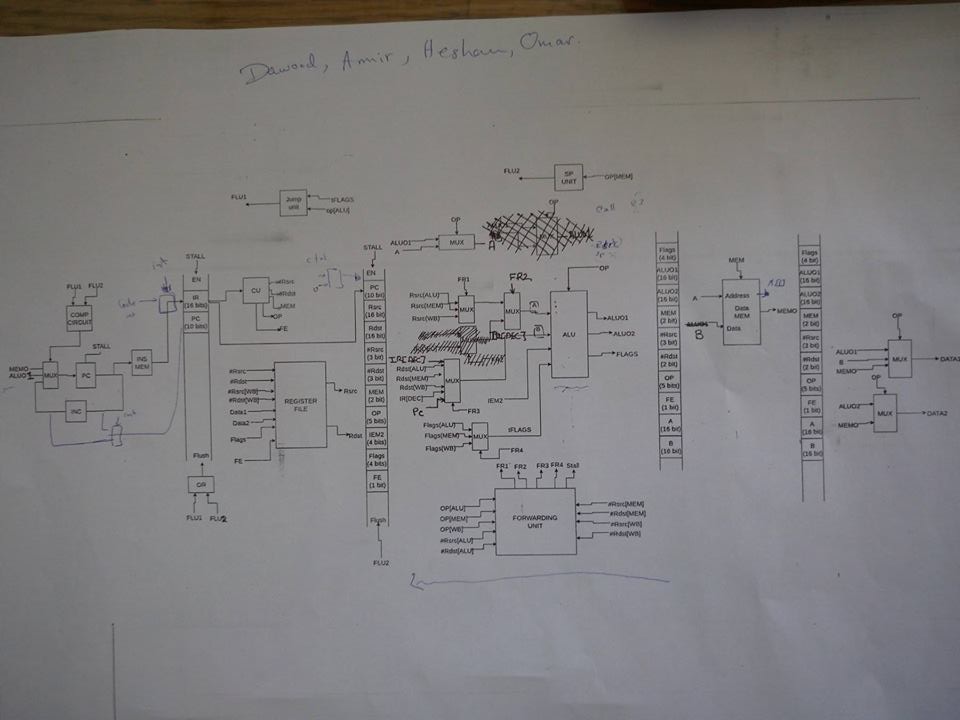 Dawood, Amir, Hesham, Omar.
FLU2
SP UNIT
OP[MEM]
FLU1
Jump unit
tFLAGS
op[ALU]
OP
OP
ALUO1
A
MUX
A
STALL
EN
IR (16 bits)
PC (10 bits)
Flush
OR
FLU1
FLU2
FLU1
FLU2
COMP CIRCUIT
STALL
MEMO
ALUO1
MUX
PC
INS MEM
INC
CU
#Rsrc
#Rdst
MEM
OP
FE
#Rsrc
#Rdst
#Rsrc[WB]
#Rdst[WB]
Data1
Data2
Flags
FE
REGISTER FILE
Rsrc
Rdst
STALL
EN
PC (10 bit)
Rsrc (16 bit)
Rdst (16 bit)
#Rsrc (3 bit)
#Rdst (3 bit)
MEM (2 bit)
OP (5 bits)
IEM2 (4 bits)
Flags (4 bits)
FE (1 bit)
Flush
FLU2
FR1
Rsrc[ALU]
Rsrc[MEM]
Rsrc[WB]
MUX
FR2
MUX
A
B
IR[DEC]
IR[DEC]
Rdst[ALU]
Rdst[MEM]
Rdst[WB]
IR[DEC]
Pc
MUX
FR3
IEM2
Flags[ALU]
Flags[MEM]
Flags[WB]
MUX
tFLAGS
FR4
OP
ALU
ALUO1
ALUO2
FLAGS
FR1
FR2
FR3
FR4
Stall
OP[ALU]
OP[MEM]
OP[WB]
#Rsrc[ALU]
#Rdst[ALU]
FORWARDING UNIT
#Rsrc[MEM]
#Rdst[MEM]
#Rsrc[WB]
#Rdst[WB]
Flags (4 bit)
ALUO1 (16 bit)
ALUO2 (16 bit)
MEM (2 bit)
#Rsrc (3 bit)
#Rdst (2 bit)
OP (5 bits)
FE (1 bit)
A (16 bit)
B (16 bit)
MEM
A
B
Address
Data MEM
Data
MEMO
Flags (4 bit)
ALUO1 (16 bit)
ALUO2 (16 bit)
MEM (2 bit)
#Rsrc (3 bit)
#Rdst (2 bit)
OP (5 bits)
FE (1 bit)
A (16 bit)
B (16 bit)
OP
ALUO1
B
MEMO
MUX
DATA1
OP
ALUO2
MEMO
MUX
DATA2